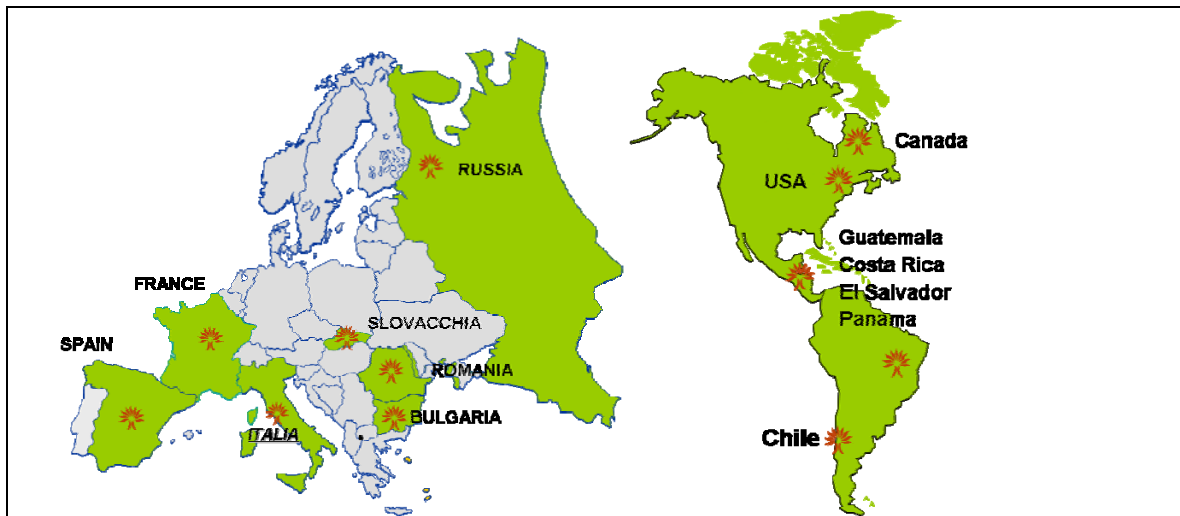 RUSSIA
FRANCE
SLOVACCHIA
SPAIN
ROMANIA
BULGARIA
ITALIA
Canada
USA
Guatemala
Costa Rica
El Salvador
Panama
Chile